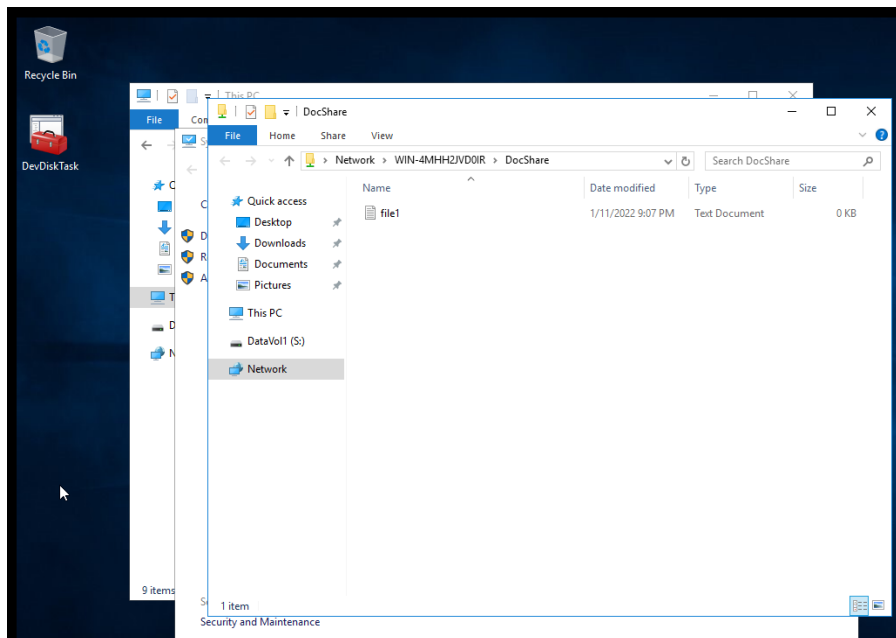 Recycle Bin
DevDiskTask
This PC
File
Con
9 items
Security and Maintenance
DocShare
File Home Share View
Network WIN-4MHH2JVD0IR DocShare
Search DocShare
Name Date modified Type Size
file1 1/11/2022 9:07 PM Text Document 0 KB
Quick access
Desktop
Downloads
Documents
Pictures
This PC
DataVol1 (S:)
Network
1 item